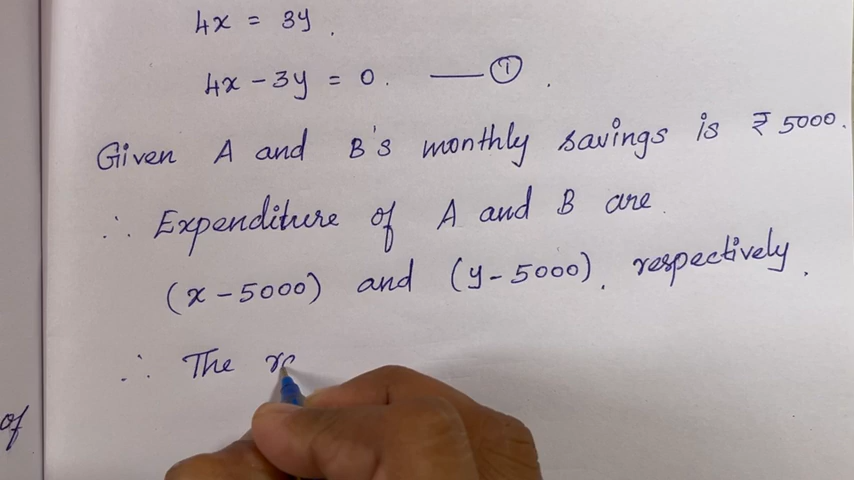 4x = 3y.
4x - 3y = 0. —— ①.
Given A and B's monthly savings is ₹ 5000.
∴ Expenditure of A and B are
(x - 5000) and (y - 5000). respectively.
∴ The
of